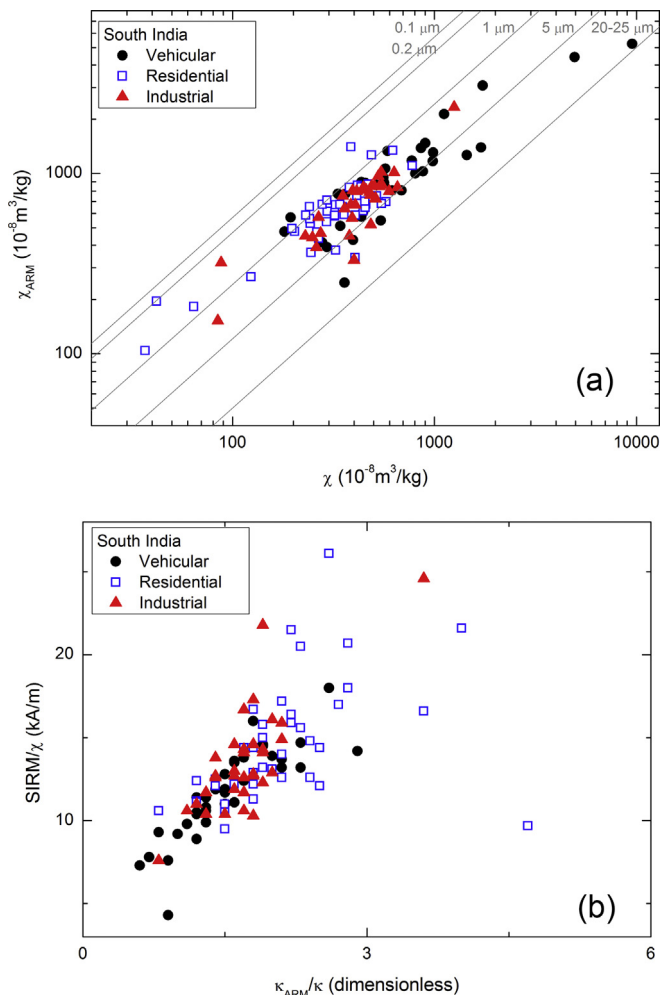 South India
Vehicular
Residential
Industrial
0.1 μm
0.2 μm
1 μm
5 μm
20-25 μm
1000
100
χARM (10⁻⁸m³/kg)
100
1000
10000
χ (10⁻⁸m³/kg)
(a)
South India
Vehicular
Residential
Industrial
20
10
SIRM/χ (kA/m)
0
3
6
κARM/κ (dimensionless)
(b)